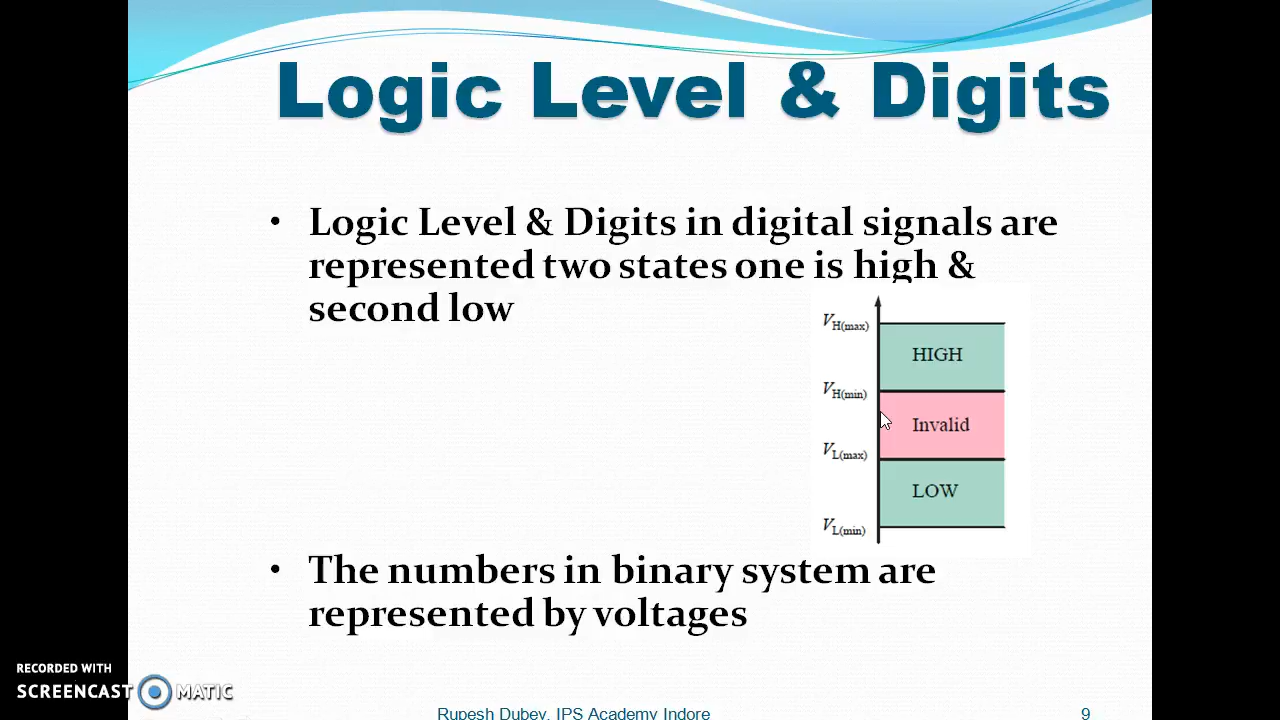 Logic Level & Digits
• Logic Level & Digits in digital signals are
represented two states one is high &
second low
VH(max)
HIGH
VH(min)
Invalid
VL(max)
LOW
VL(min)
• The numbers in binary system are
represented by voltages
RECORDED WITH
SCREENCAST MATIC
Rupesh Dubey, IPS Academy Indore
9